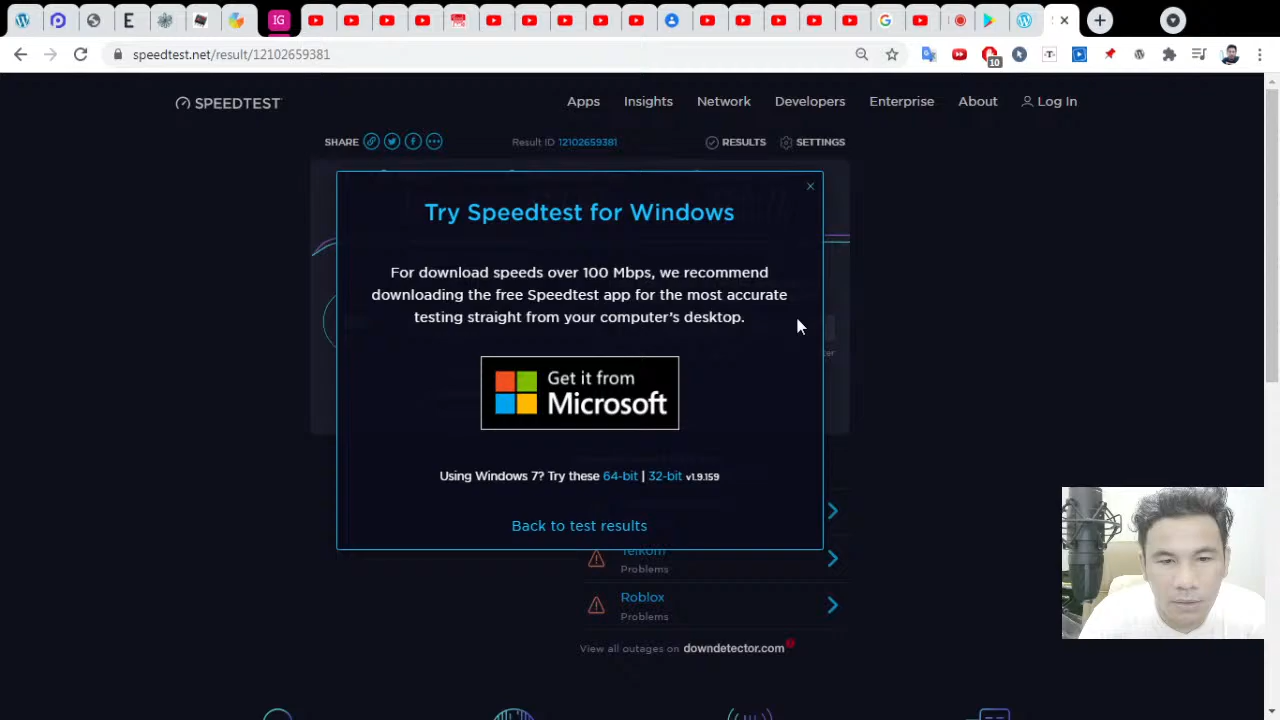 IG
speedtest.net/result/12102659381
10
SPEEDTEST
Apps
Insights
Network
Developers
Enterprise
About
Log In
SHARE
Result ID 12102659381
RESULTS
SETTINGS
Try Speedtest for Windows
For download speeds over 100 Mbps, we recommend
downloading the free Speedtest app for the most accurate
testing straight from your computer's desktop.
Get it from
Microsoft
Using Windows 7? Try these 64-bit | 32-bit v1.9.159
Back to test results
Telkom
Problems
Roblox
Problems
View all outages on downdetector.com